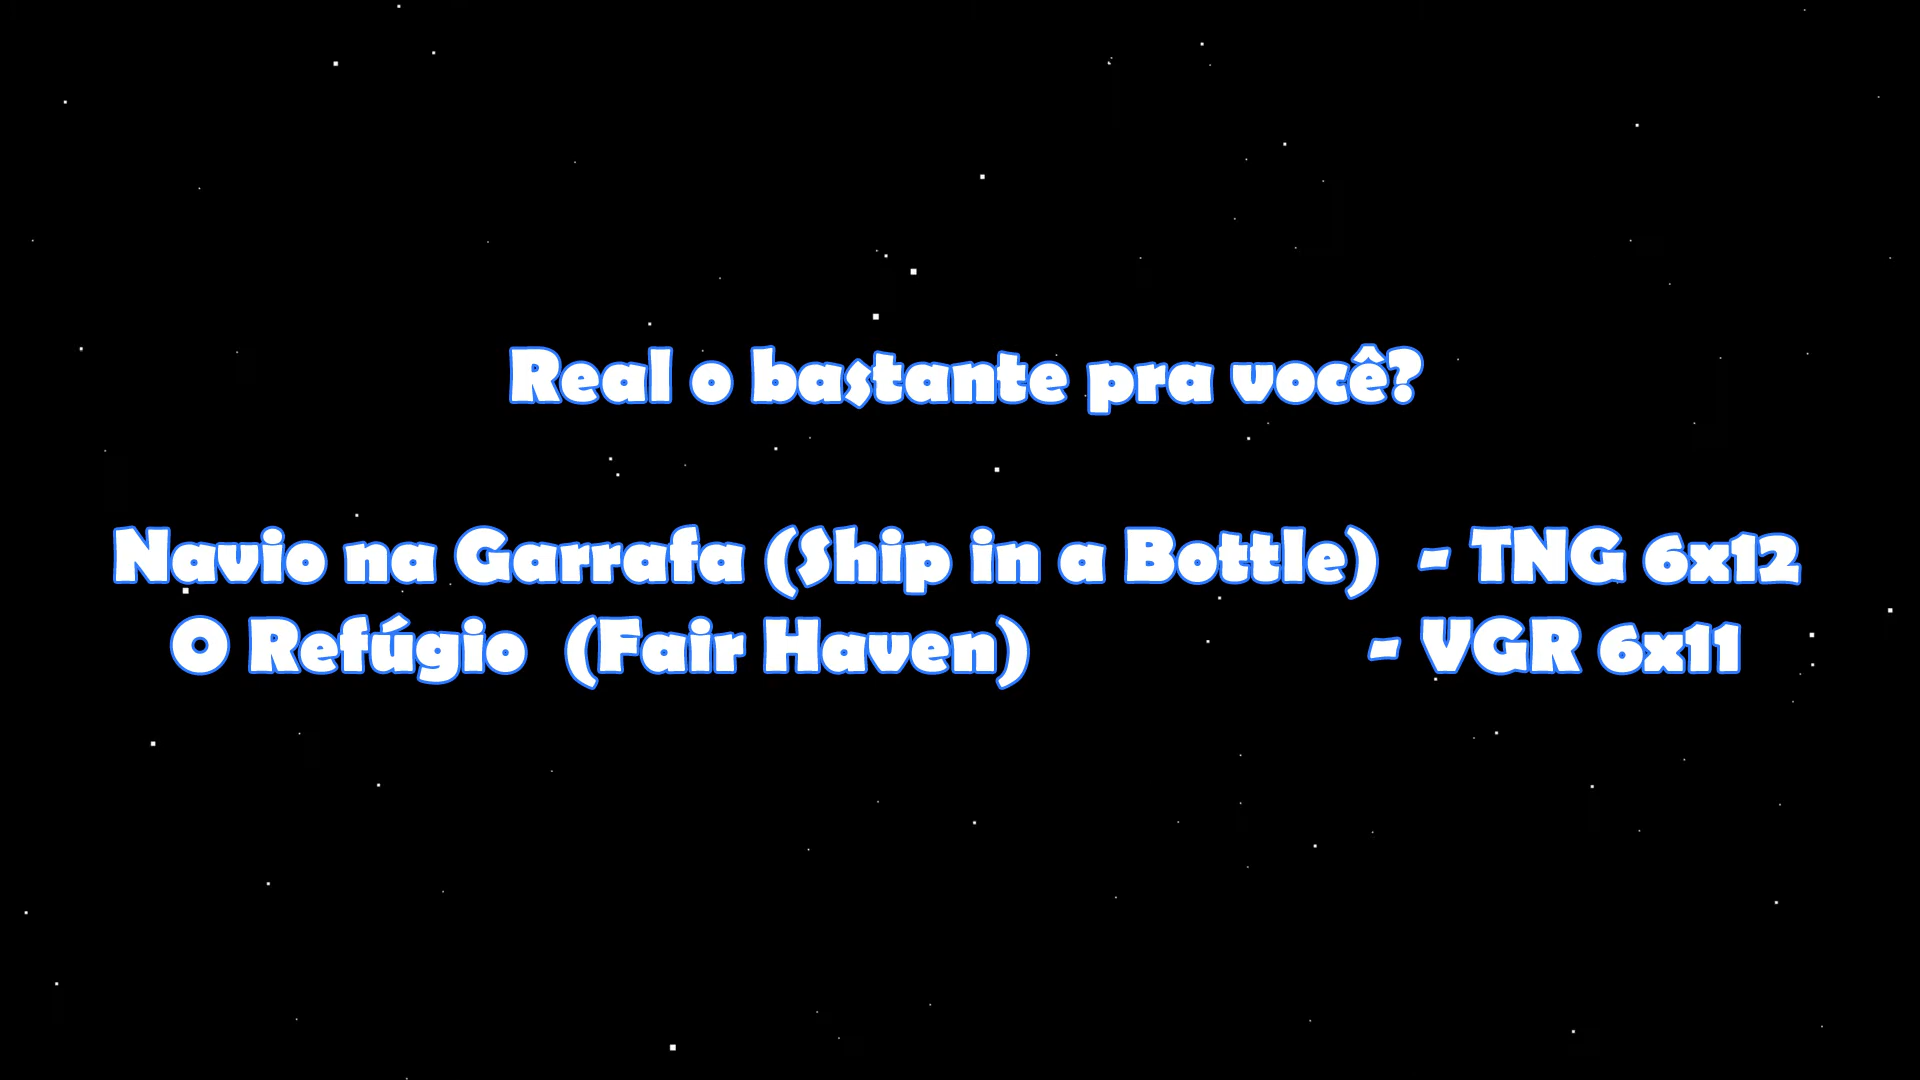 Real o bastante pra você?
Navio na Garrafa (Ship in a Bottle) - TNG 6x12
O Refúgio (Fair Haven) - VGR 6x11